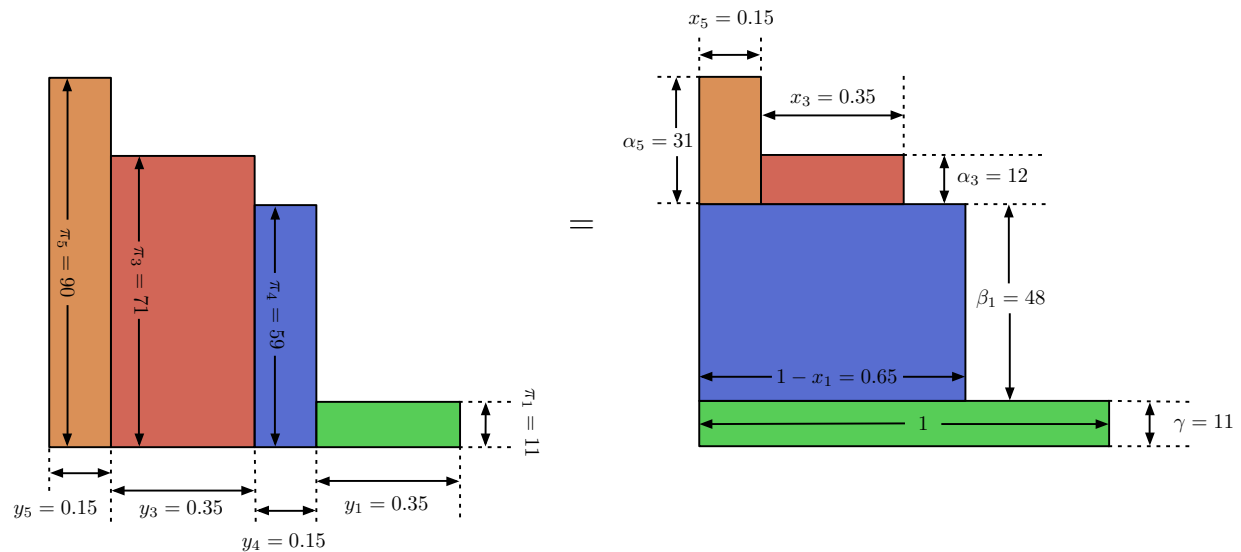 x₅ = 0.15
x₃ = 0.35
α₅ = 31
α₃ = 12
π₅ = 90
π₃ = 71
π₄ = 59
=
β₁ = 48
1 − x₁ = 0.65
π₁ = 11
1
γ = 11
y₅ = 0.15
y₃ = 0.35
y₁ = 0.35
y₄ = 0.15